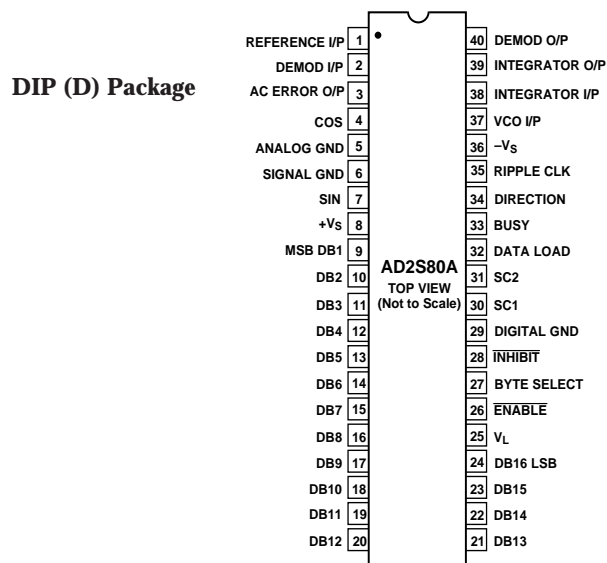 DIP (D) Package
REFERENCE I/P 1 40 DEMOD O/P
DEMOD I/P 2 39 INTEGRATOR O/P
AC ERROR O/P 3 38 INTEGRATOR I/P
COS 4 37 VCO I/P
ANALOG GND 5 36 –VS
SIGNAL GND 6 35 RIPPLE CLK
SIN 7 34 DIRECTION
+VS 8 33 BUSY
MSB DB1 9 32 DATA LOAD
DB2 10 31 SC2
DB3 11 30 SC1
DB4 12 29 DIGITAL GND
DB5 13 28 INHIBIT
DB6 14 27 BYTE SELECT
DB7 15 26 ENABLE
DB8 16 25 VL
DB9 17 24 DB16 LSB
DB10 18 23 DB15
DB11 19 22 DB14
DB12 20 21 DB13
AD2S80A
TOP VIEW
(Not to Scale)